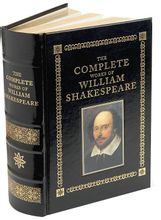 THE
COMPLETE
WORKS OF
WILLIAM
SHAKESPEARE